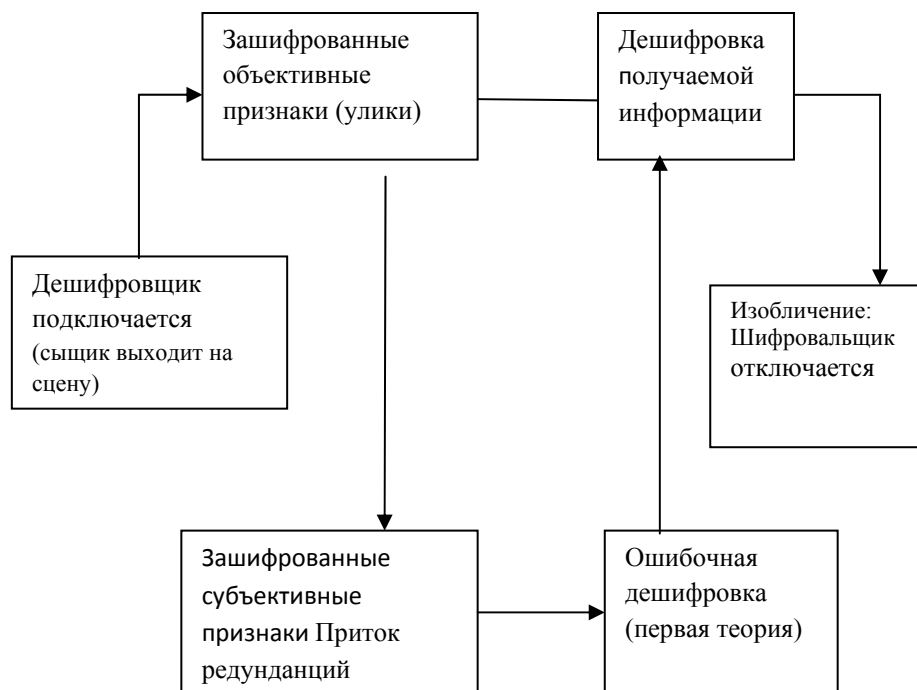 Зашифрованные
объективные
признаки (улики)
Дешифровка
получаемой
информации
Дешифровщик
подключается
(сыщик выходит на
сцену)
Изобличение:
Шифровальщик
отключается
Зашифрованные
субъективные
признаки Приток
редунданций
Ошибочная
дешифровка
(первая теория)